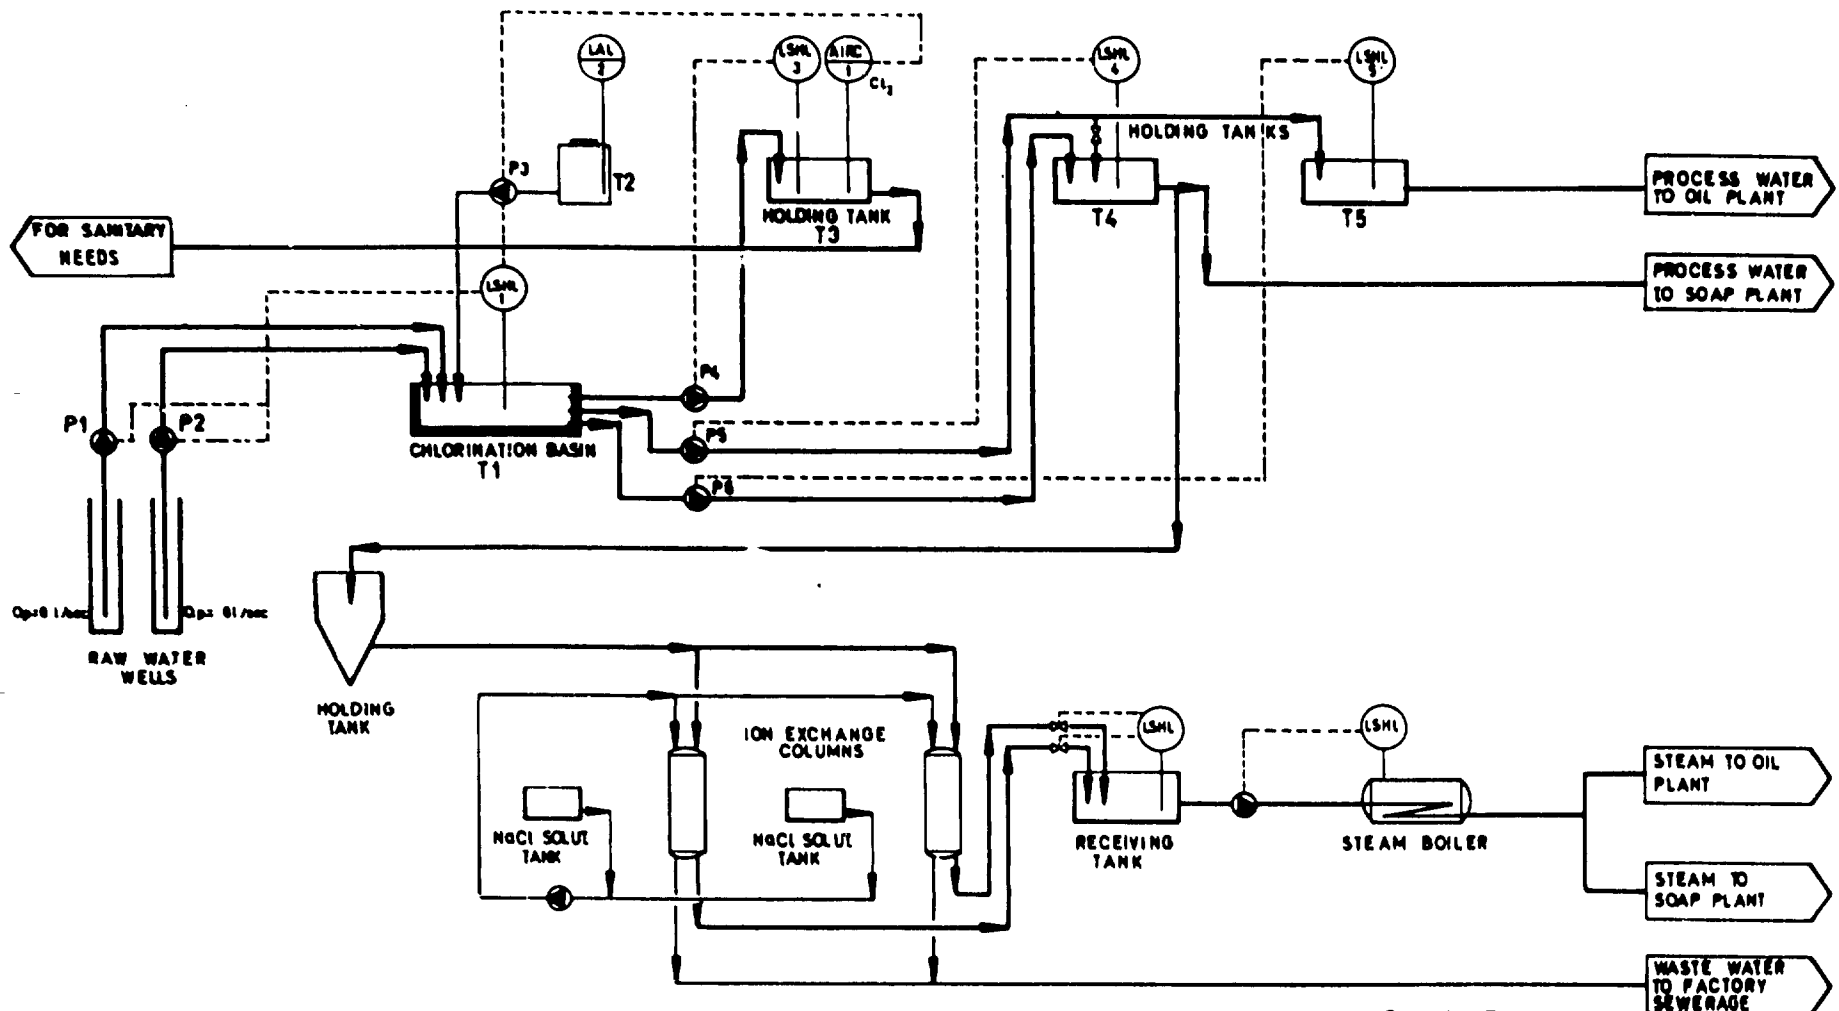 LAL
2
LSHL
3
AIRC
1
Cl2
LSHL
4
LSHL
5
P3
T2
HOLDING TANK
T3
HOLDING TANKS
T4
T5
PROCESS WATER
TO OIL PLANT
FOR SANITARY
NEEDS
PROCESS WATER
TO SOAP PLANT
LSHL
1
P1
P2
P4
P5
P6
CHLORINATION BASIN
T1
RAW WATER
WELLS
HOLDING
TANK
ION EXCHANGE
COLUMNS
NaCl SOLUT
TANK
NaCl SOLUT
TANK
LSHL
LSHL
RECEIVING
TANK
STEAM BOILER
STEAM TO OIL
PLANT
STEAM TO
SOAP PLANT
WASTE WATER
TO FACTORY
SEWERAGE